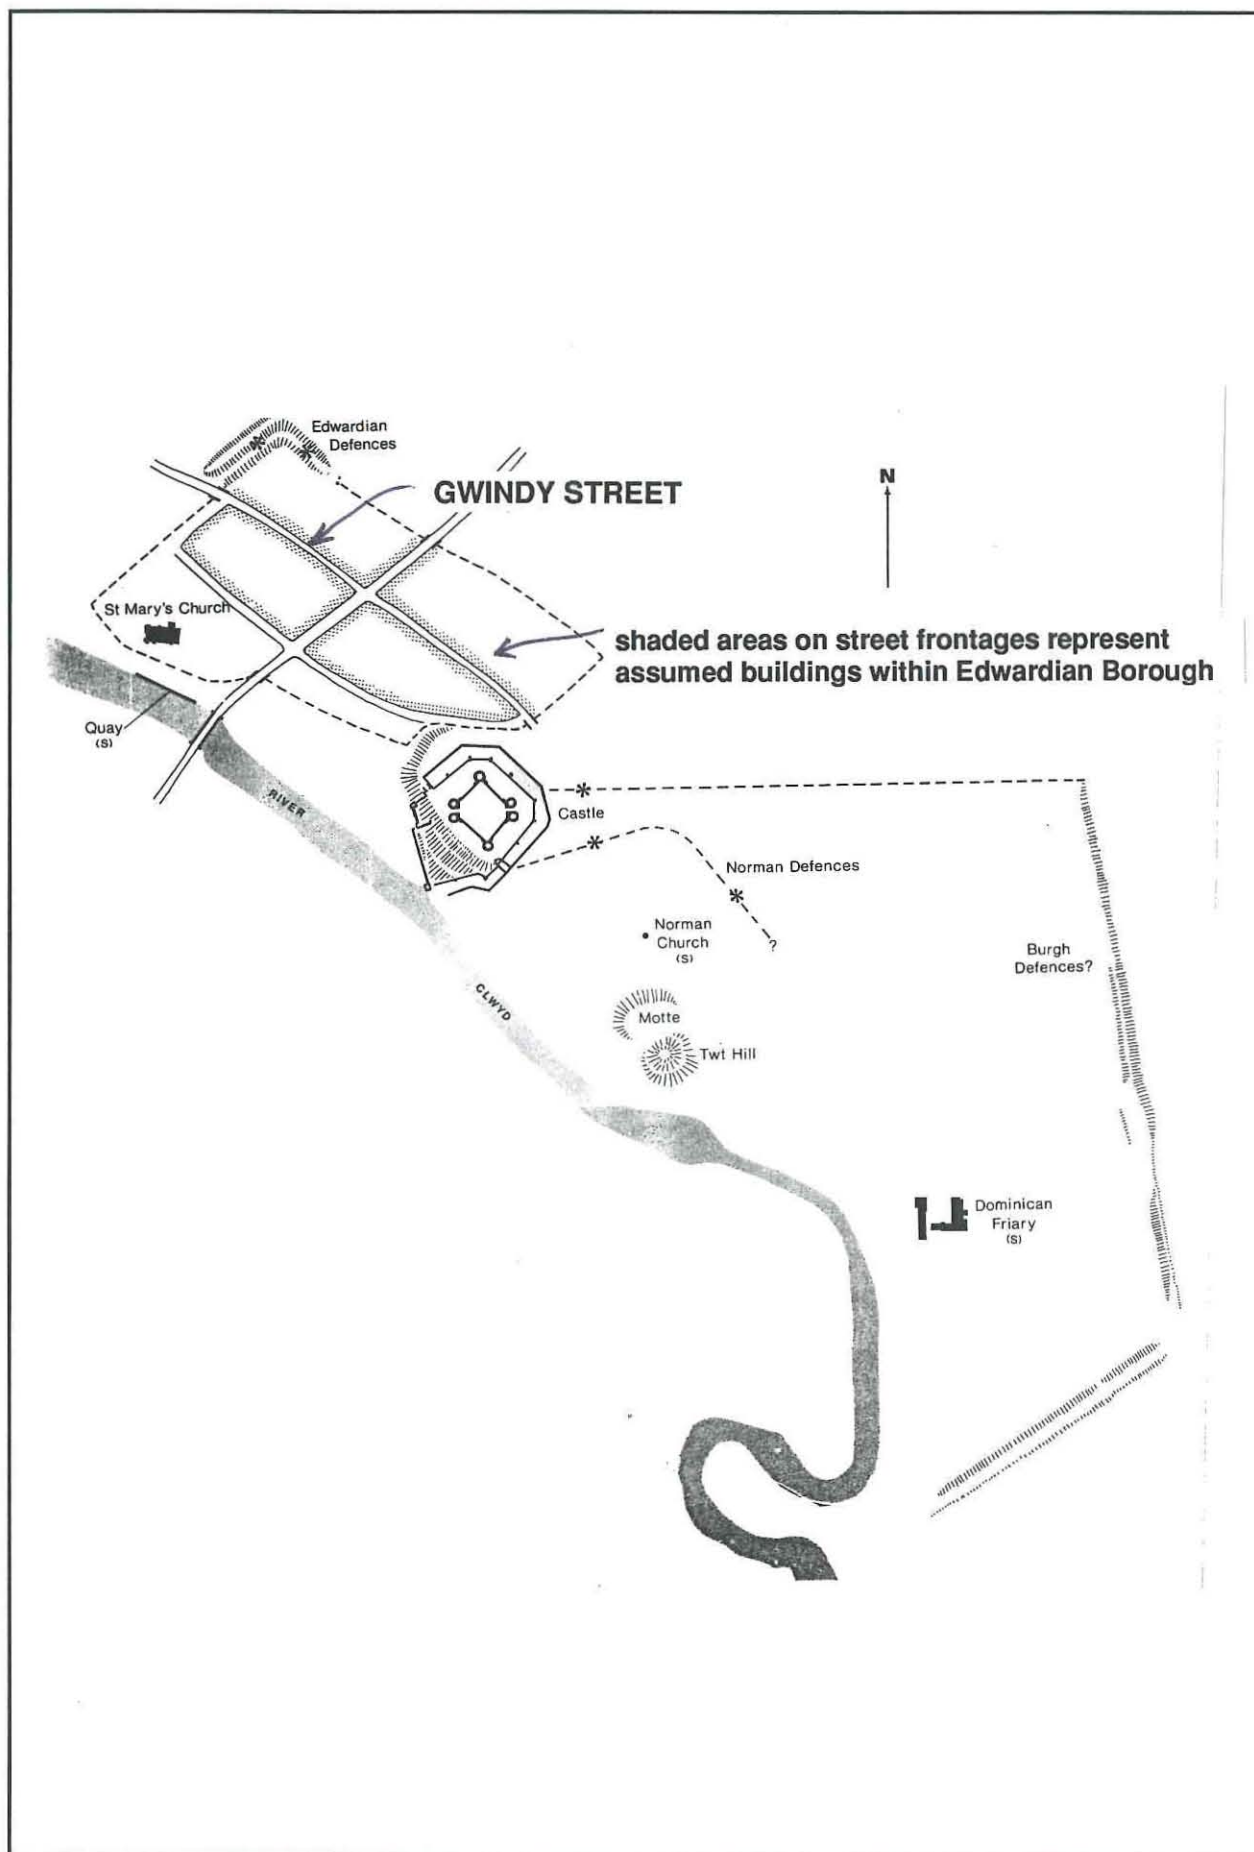 Edwardian
Defences
GWINDY STREET
N
St Mary's Church
shaded areas on street frontages represent
assumed buildings within Edwardian Borough
Quay
(S)
RIVER
Castle
Norman Defences
Norman
Church
(S)
?
Burgh
Defences?
CLWYD
Motte
Twt Hill
Dominican
Friary
(S)